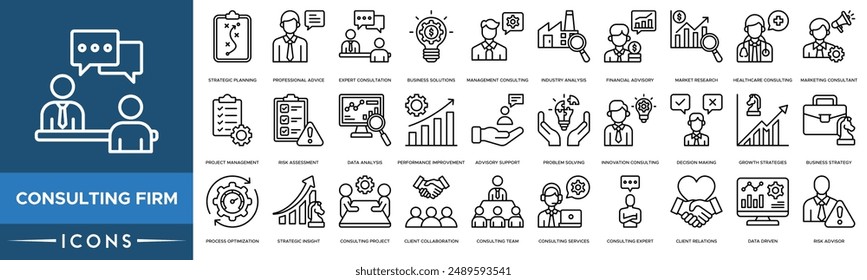 CONSULTING FIRM
ICONS
STRATEGIC PLANNING
PROFESSIONAL ADVICE
EXPERT CONSULTATION
BUSINESS SOLUTIONS
MANAGEMENT CONSULTING
INDUSTRY ANALYSIS
FINANCIAL ADVISORY
MARKET RESEARCH
HEALTHCARE CONSULTING
MARKETING CONSULTANT
PROJECT MANAGEMENT
RISK ASSESSMENT
DATA ANALYSIS
PERFORMANCE IMPROVEMENT
ADVISORY SUPPORT
PROBLEM SOLVING
INNOVATION CONSULTING
DECISION MAKING
GROWTH STRATEGIES
BUSINESS STRATEGY
PROCESS OPTIMIZATION
STRATEGIC INSIGHT
CONSULTING PROJECT
CLIENT COLLABORATION
CONSULTING TEAM
CONSULTING SERVICES
CONSULTING EXPERT
CLIENT RELATIONS
DATA DRIVEN
RISK ADVISOR
shutterstock.com · 2489593541